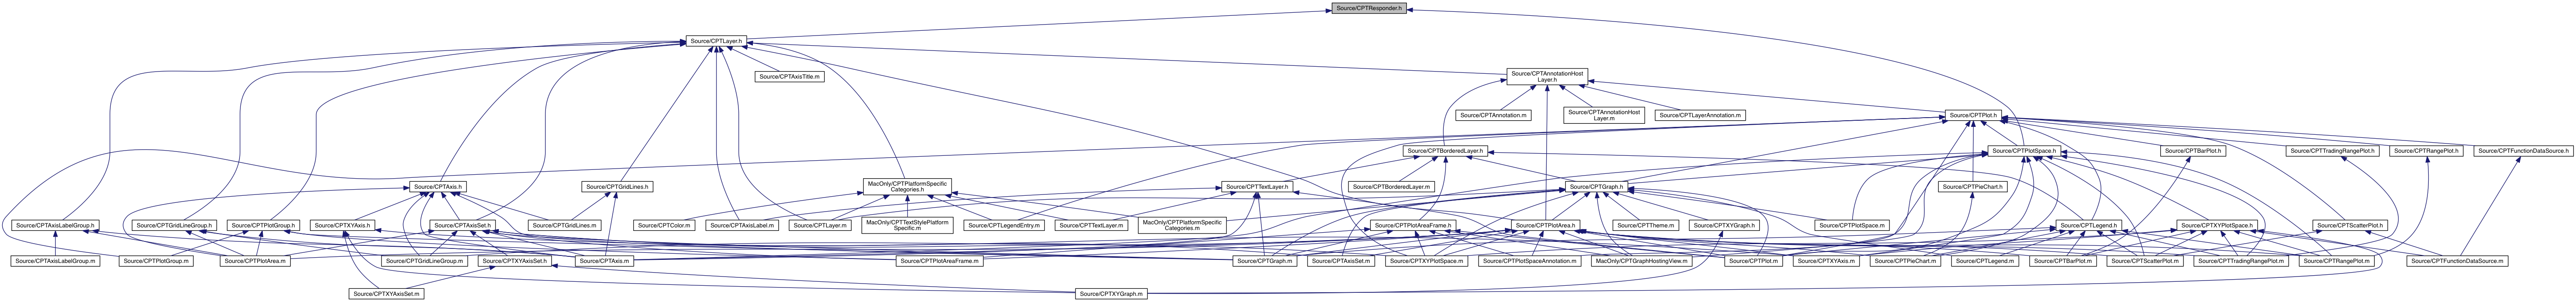 Source/CPTResponder.h
Source/CPTLayer.h
Source/CPTAxisTitle.m
Source/CPTAnnotationHost
Layer.h
Source/CPTAnnotation.m
Source/CPTAnnotationHost
Layer.m
Source/CPTLayerAnnotation.m
Source/CPTPlot.h
Source/CPTBorderedLayer.h
Source/CPTPlotSpace.h
Source/CPTBarPlot.h
Source/CPTTradingRangePlot.h
Source/CPTRangePlot.h
Source/CPTFunctionDataSource.h
Source/CPTAxis.h
Source/CPTGridLines.h
MacOnly/CPTPlatformSpecific
Categories.h
Source/CPTTextLayer.h
Source/CPTBorderedLayer.m
Source/CPTGraph.h
Source/CPTPieChart.h
Source/CPTAxisLabelGroup.h
Source/CPTGridLineGroup.h
Source/CPTPlotGroup.h
Source/CPTXYAxis.h
Source/CPTAxisSet.h
Source/CPTGridLines.m
Source/CPTColor.m
Source/CPTAxisLabel.m
Source/CPTLayer.m
MacOnly/CPTTextStylePlatform
Specific.m
Source/CPTLegendEntry.m
Source/CPTTextLayer.m
MacOnly/CPTPlatformSpecific
Categories.m
Source/CPTPlotAreaFrame.h
Source/CPTPlotArea.h
Source/CPTTheme.m
Source/CPTXYGraph.h
Source/CPTPlotSpace.m
Source/CPTLegend.h
Source/CPTXYPlotSpace.h
Source/CPTScatterPlot.h
Source/CPTAxisLabelGroup.m
Source/CPTPlotGroup.m
Source/CPTPlotArea.m
Source/CPTGridLineGroup.m
Source/CPTXYAxisSet.h
Source/CPTAxis.m
Source/CPTPlotAreaFrame.m
Source/CPTGraph.m
Source/CPTAxisSet.m
Source/CPTXYPlotSpace.m
Source/CPTPlotSpaceAnnotation.m
MacOnly/CPTGraphHostingView.m
Source/CPTPlot.m
Source/CPTXYAxis.m
Source/CPTPieChart.m
Source/CPTLegend.m
Source/CPTBarPlot.m
Source/CPTScatterPlot.m
Source/CPTTradingRangePlot.m
Source/CPTRangePlot.m
Source/CPTFunctionDataSource.m
Source/CPTXYAxisSet.m
Source/CPTXYGraph.m